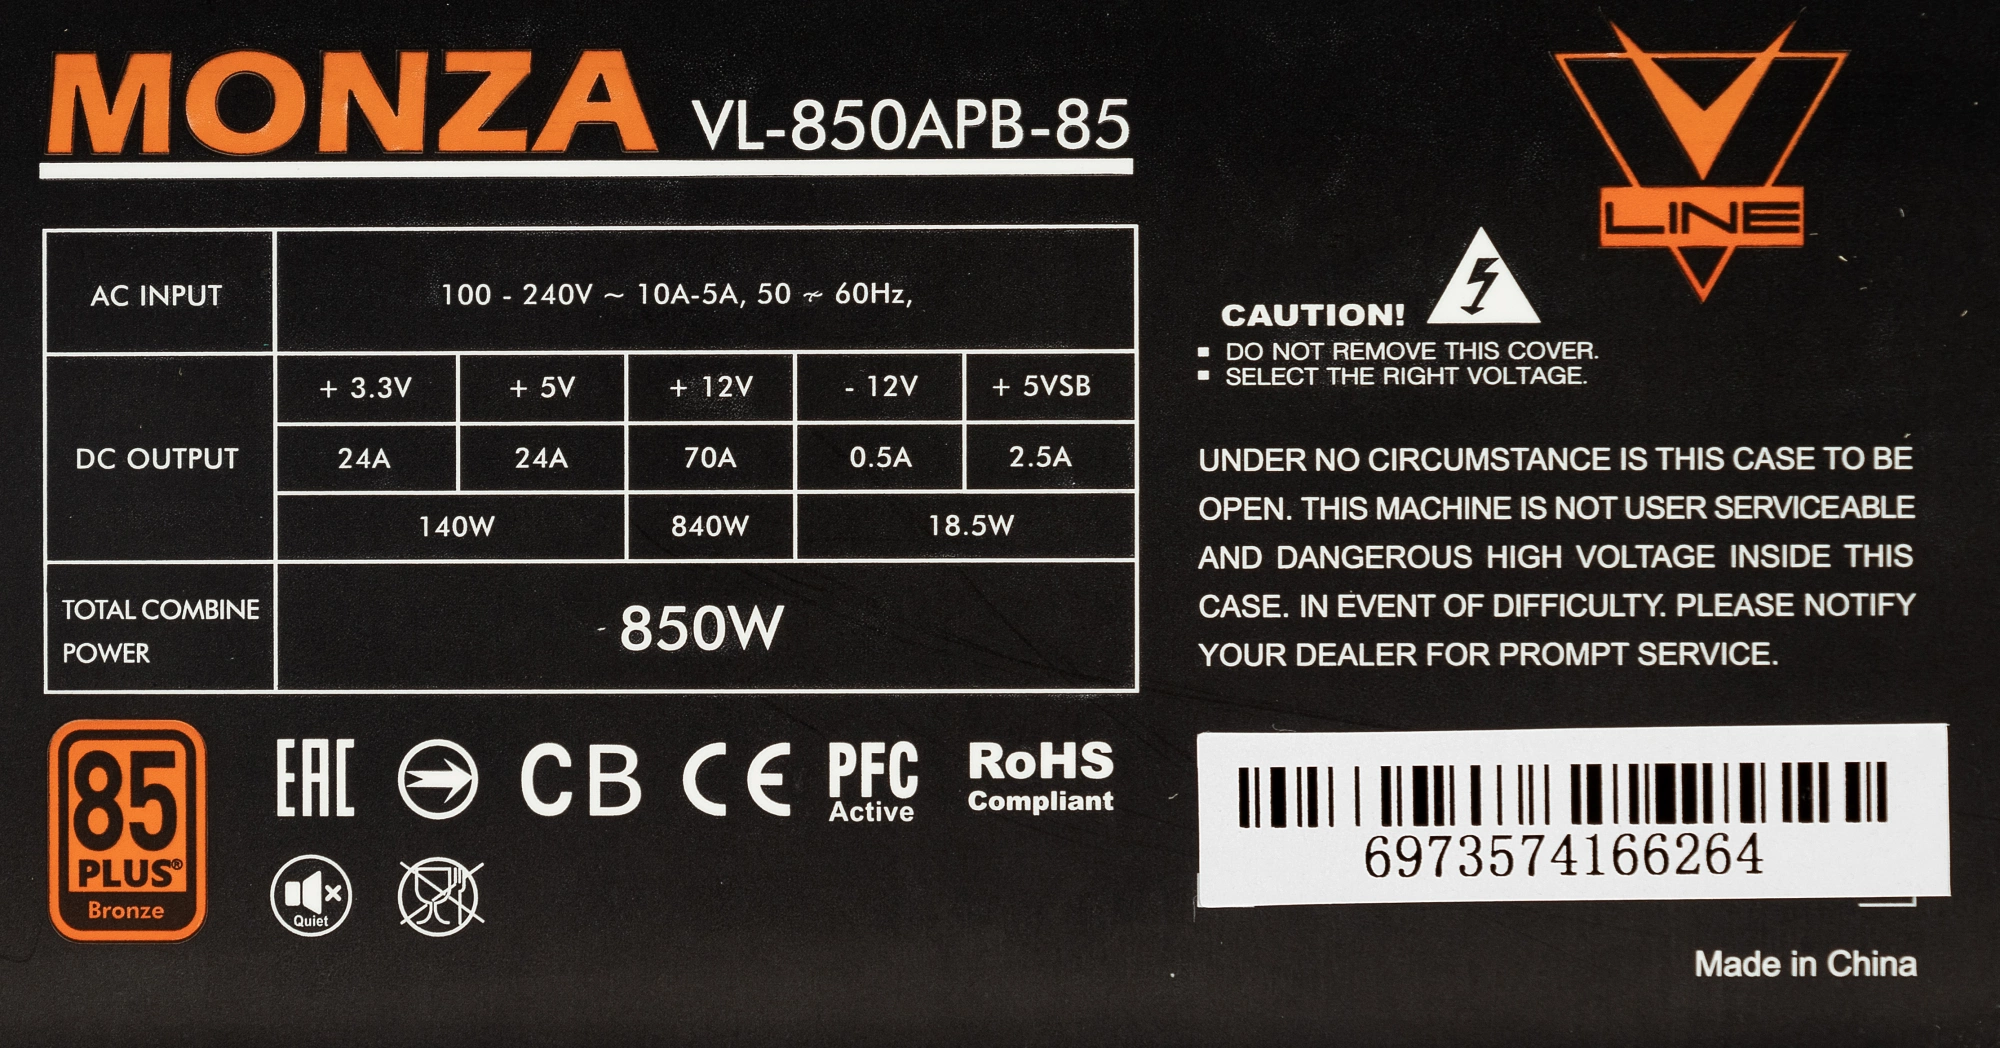 MONZA VL-850APB-85
V
LINE
AC INPUT 100 - 240V ~ 10A-5A, 50 ~ 60Hz,
DC OUTPUT
+ 3.3V + 5V + 12V - 12V + 5VSB
24A 24A 70A 0.5A 2.5A
140W 840W 18.5W
TOTAL COMBINE
POWER
850W
CAUTION!
DO NOT REMOVE THIS COVER.
SELECT THE RIGHT VOLTAGE.
UNDER NO CIRCUMSTANCE IS THIS CASE TO BE
OPEN. THIS MACHINE IS NOT USER SERVICEABLE
AND DANGEROUS HIGH VOLTAGE INSIDE THIS
CASE. IN EVENT OF DIFFICULTY. PLEASE NOTIFY
YOUR DEALER FOR PROMPT SERVICE.
85
PLUS®
Bronze
EAC CB CE PFC
Active
RoHS
Compliant
Quiet
6973574166264
Made in China